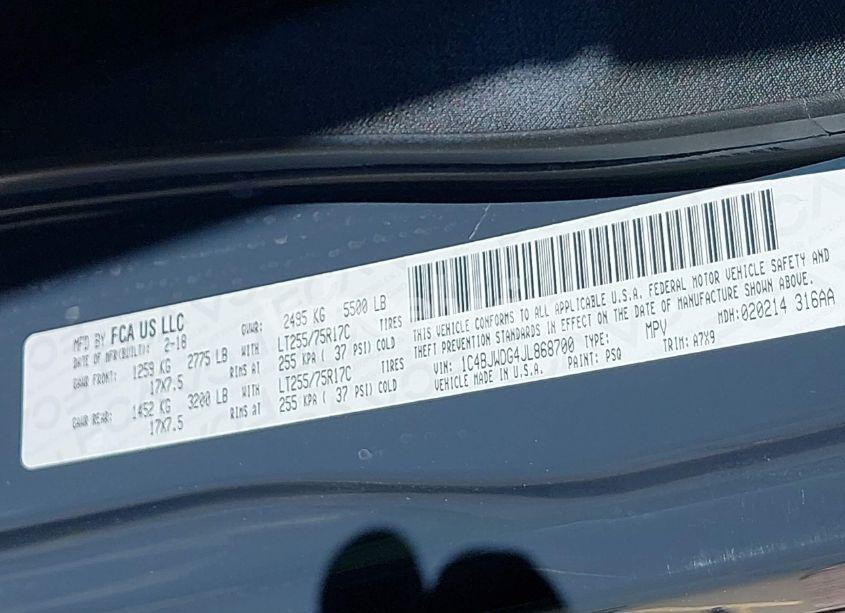 MFD BY FCA US LLC
DATE OF MFR(BUILT): 2-18 GVWR: 2495 KG 5500 LB
GAWR FRONT: 1259 KG 2775 LB WITH LT255/75R17C TIRES
17X7.5 RIMS AT 255 KPA ( 37 PSI) COLD
GAWR REAR: 1452 KG 3200 LB WITH LT255/75R17C TIRES
17X7.5 RIMS AT 255 KPA ( 37 PSI) COLD
THIS VEHICLE CONFORMS TO ALL APPLICABLE U.S.A. FEDERAL MOTOR VEHICLE SAFETY AND
THEFT PREVENTION STANDARDS IN EFFECT ON THE DATE OF MANUFACTURE SHOWN ABOVE.
VIN: 1C4BJWDG4JL868700 TYPE: MPV MDH:020214 316AA
VEHICLE MADE IN U.S.A. PAINT: PSQ TRIM: A7X9